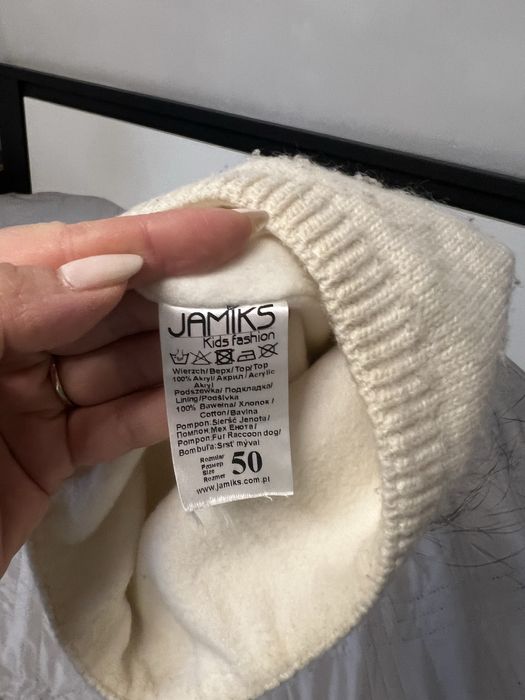 JAMIKS
Kids fashion
Wierzch/Верх/Top/Top
100% Akryl/ Акрил/ Acrylic
Akryl
Podszewka/ Подкладка/
Lining/Podšívka
100% Bawełna/ Хлопок /
Cotton/Bavlna
Pompon:Sierść Jenota/
Помпон:Мех Енота/
Pompon:Fur Raccoon dog/
Bombuľa:Srsť mýval
Rozmiar
Размер
Size
Rozmer
50
www.jamiks.com.pl